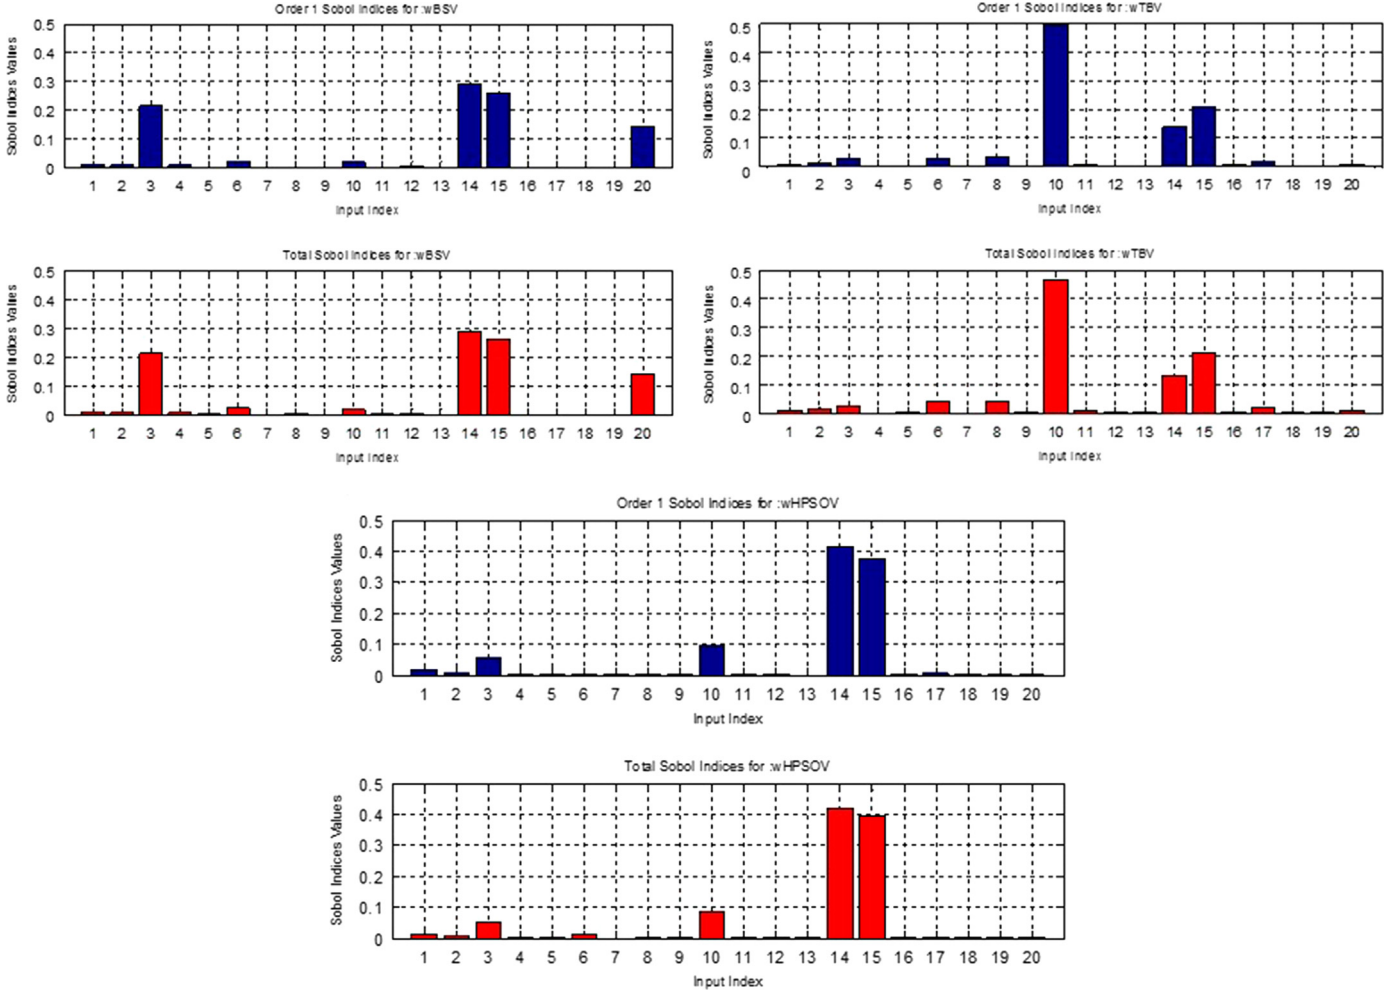 Order 1 Sobol Indices for :wBSV
Sobol Indices Values
0.5
0.4
0.3
0.2
0.1
0
1 2 3 4 5 6 7 8 9 10 11 12 13 14 15 16 17 18 19 20
Input Index
Order 1 Sobol Indices for :wTBV
Sobol Indices Values
0.5
0.4
0.3
0.2
0.1
0
1 2 3 4 5 6 7 8 9 10 11 12 13 14 15 16 17 18 19 20
Input Index
Total Sobol Indices for :wBSV
Sobol Indices Values
0.5
0.4
0.3
0.2
0.1
0
1 2 3 4 5 6 7 8 9 10 11 12 13 14 15 16 17 18 19 20
Input Index
Total Sobol Indices for :wTBV
Sobol Indices Values
0.5
0.4
0.3
0.2
0.1
0
1 2 3 4 5 6 7 8 9 10 11 12 13 14 15 16 17 18 19 20
Input Index
Order 1 Sobol Indices for :wHPSOV
Sobol Indices Values
0.5
0.4
0.3
0.2
0.1
0
1 2 3 4 5 6 7 8 9 10 11 12 13 14 15 16 17 18 19 20
Input Index
Total Sobol Indices for :wHPSOV
Sobol Indices Values
0.5
0.4
0.3
0.2
0.1
0
1 2 3 4 5 6 7 8 9 10 11 12 13 14 15 16 17 18 19 20
Input Index